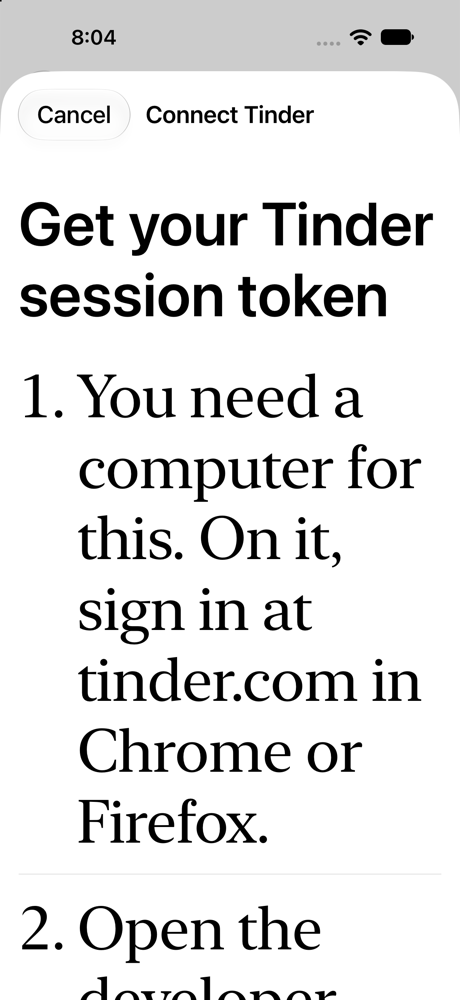 8:04
Cancel
Connect Tinder
Get your Tinder
session token
1. You need a
computer for
this. On it,
sign in at
tinder.com in
Chrome or
Firefox.
2. Open the
developer